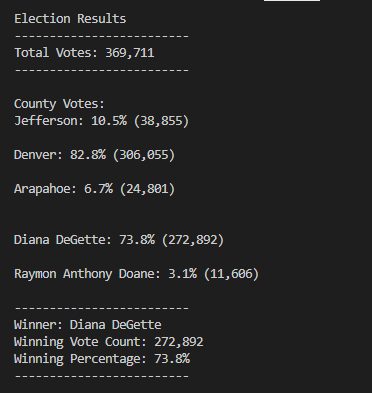 Election Results
-------------------------
Total Votes: 369,711
-------------------------
County Votes:
Jefferson: 10.5% (38,855)
Denver: 82.8% (306,055)
Arapahoe: 6.7% (24,801)
Diana DeGette: 73.8% (272,892)
Raymon Anthony Doane: 3.1% (11,606)
-------------------------
Winner: Diana DeGette
Winning Vote Count: 272,892
Winning Percentage: 73.8%
-------------------------